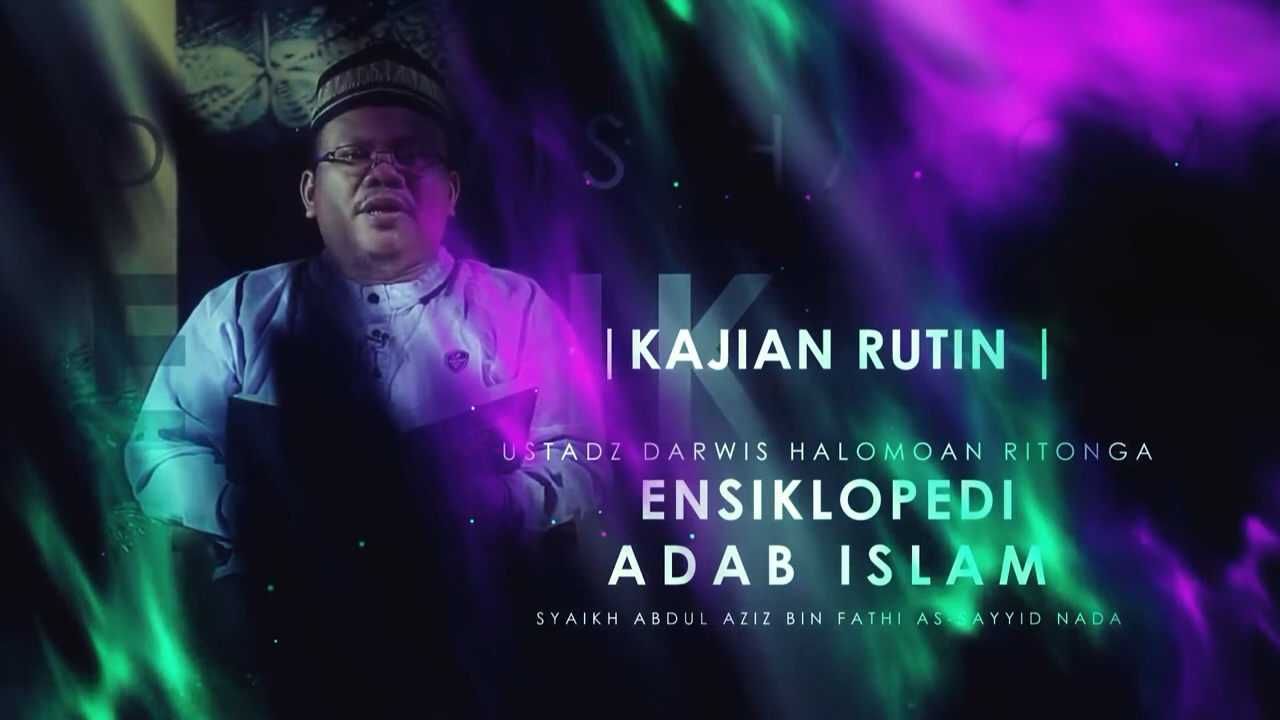 | KAJIAN RUTIN |
USTADZ DARWIS HALOMOAN RITONGA
ENSIKLOPEDI
ADAB ISLAM
SYAIKH ABDUL AZIZ BIN FATHI AS-SAYYID NADA